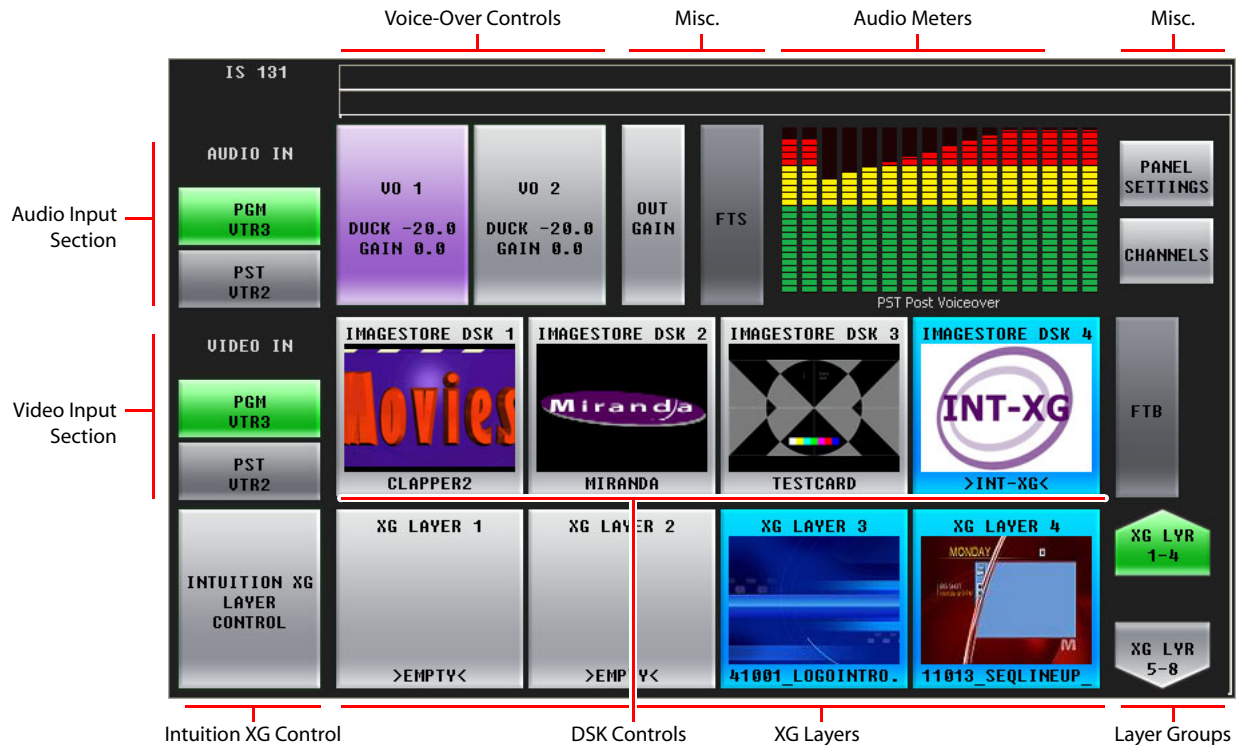 Voice-Over Controls
Misc.
Audio Meters
Misc.
IS 131
AUDIO IN
Audio Input
Section
PGM
VTR3
PST
VTR2
VO 1
DUCK -20.0
GAIN 0.0
VO 2
DUCK -20.0
GAIN 0.0
OUT
GAIN
FTS
PST Post Voiceover
PANEL
SETTINGS
CHANNELS
VIDEO IN
Video Input
Section
PGM
VTR3
PST
VTR2
IMAGESTORE DSK 1
Movies
CLAPPER2
IMAGESTORE DSK 2
Miranda
MIRANDA
IMAGESTORE DSK 3
TESTCARD
IMAGESTORE DSK 4
INT-XG
>INT-XG<
FTB
INTUITION XG
LAYER
CONTROL
XG LAYER 1
>EMPTY<
XG LAYER 2
>EMPTY<
XG LAYER 3
41001_LOGOINTRO.
XG LAYER 4
MONDAY
M
11013_SEQLINEUP_
XG LYR
1-4
XG LYR
5-8
Intuition XG Control
DSK Controls
XG Layers
Layer Groups